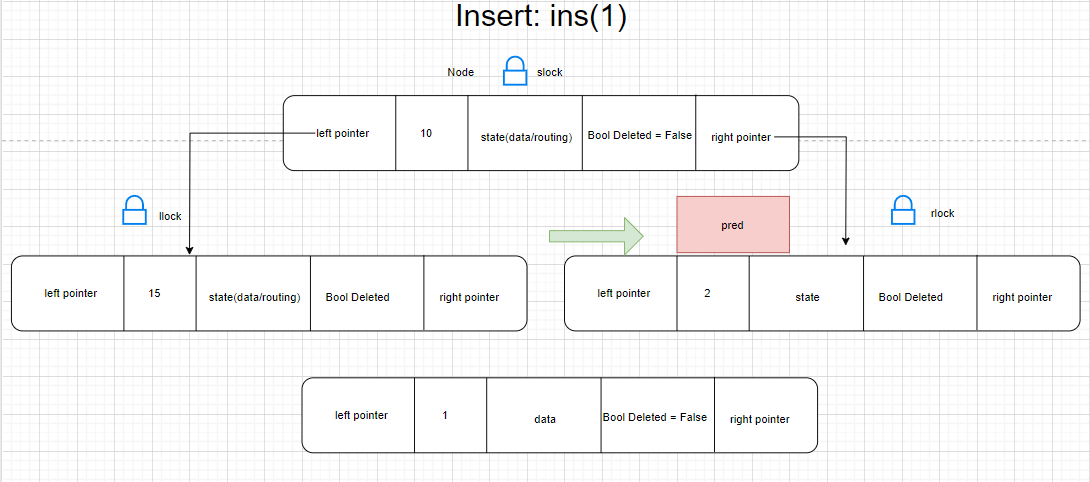 Insert: ins(1)
Node
slock
left pointer
10
state(data/routing)
Bool Deleted = False
right pointer
llock
pred
rlock
left pointer
15
state(data/routing)
Bool Deleted
right pointer
left pointer
2
state
Bool Deleted
right pointer
left pointer
1
data
Bool Deleted = False
right pointer